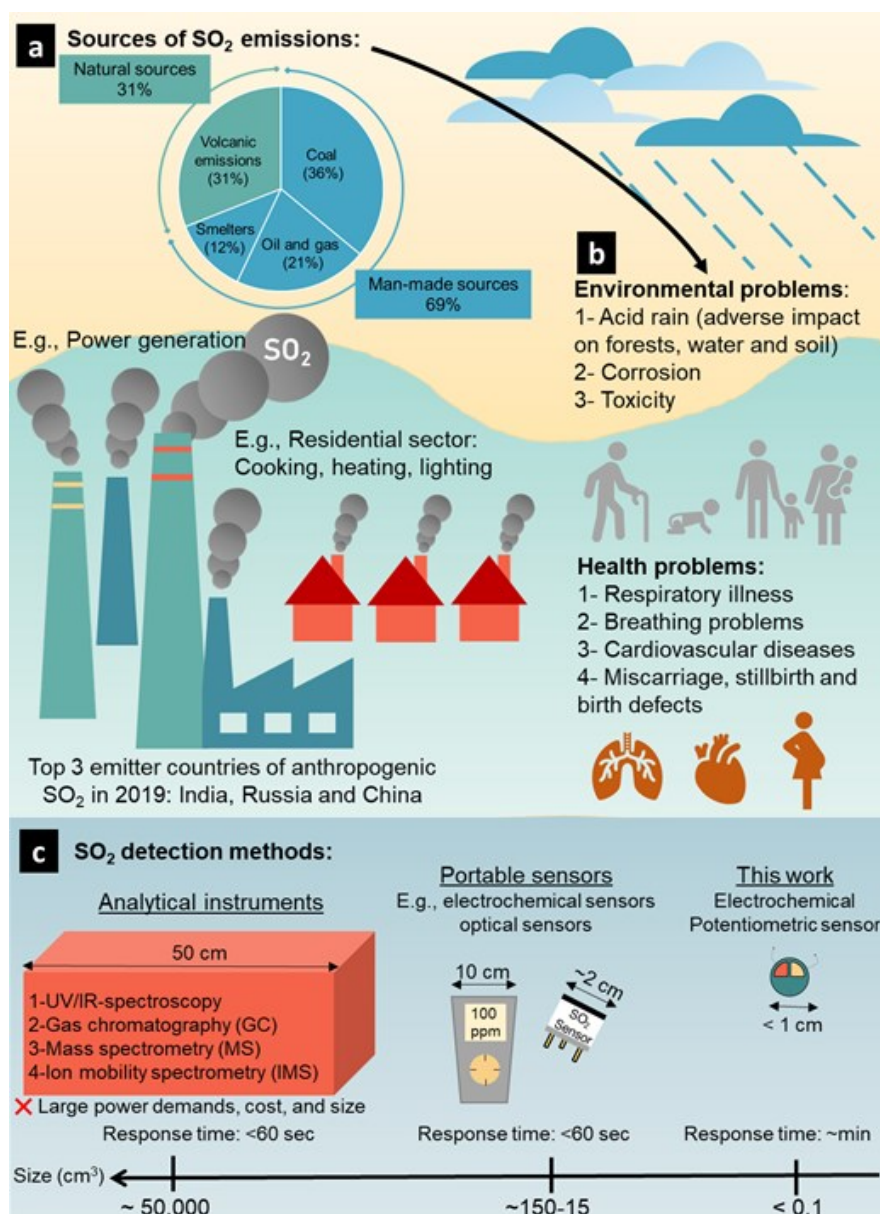 a Sources of SO₂ emissions:
Natural sources
31%
Volcanic
emissions
(31%)
Coal
(36%)
Smelters
(12%)
Oil and gas
(21%)
Man-made sources
69%
b
Environmental problems:
1- Acid rain (adverse impact
on forests, water and soil)
2- Corrosion
3- Toxicity
E.g., Power generation
SO₂
E.g., Residential sector:
Cooking, heating, lighting
Health problems:
1- Respiratory illness
2- Breathing problems
3- Cardiovascular diseases
4- Miscarriage, stillbirth and
birth defects
Top 3 emitter countries of anthropogenic
SO₂ in 2019: India, Russia and China
c SO₂ detection methods:
Analytical instruments
50 cm
1-UV/IR-spectroscopy
2-Gas chromatography (GC)
3-Mass spectrometry (MS)
4-Ion mobility spectrometry (IMS)
✕ Large power demands, cost, and size
Response time: <60 sec
Portable sensors
E.g., electrochemical sensors
optical sensors
10 cm
100
ppm
~2 cm
SO₂
Sensor
Response time: <60 sec
This work
Electrochemical
Potentiometric sensor
< 1 cm
Response time: ~min
Size (cm³)
~ 50.000
~150-15
< 0.1